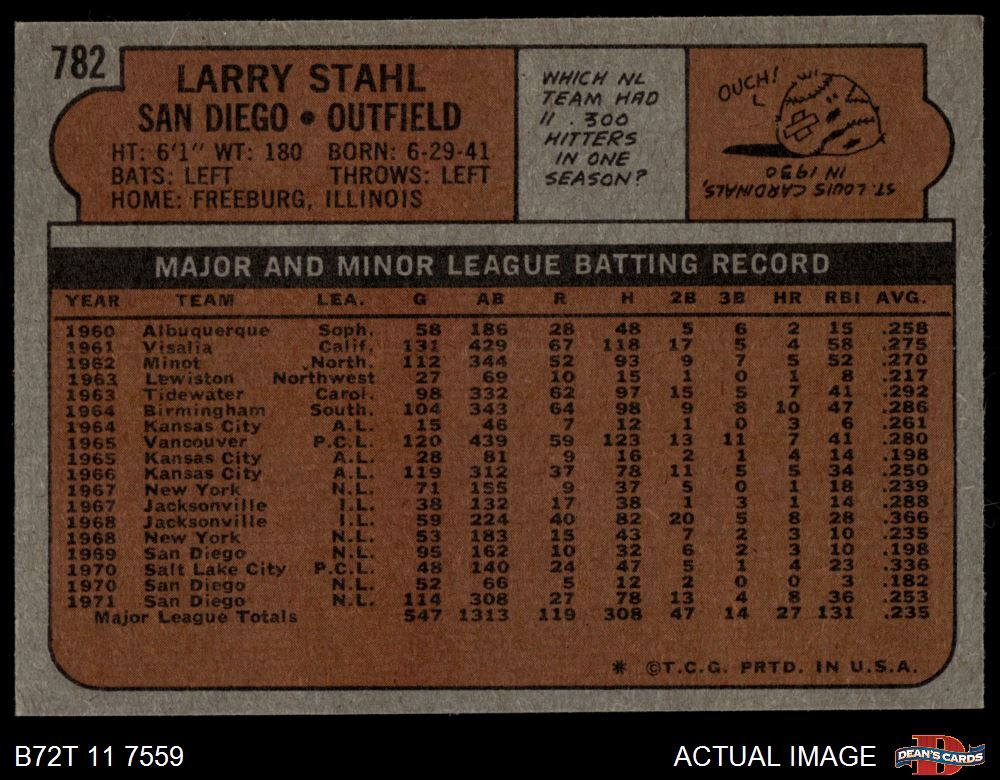 782
LARRY STAHL
SAN DIEGO • OUTFIELD
HT: 6'1" WT: 180 BORN: 6-29-41
BATS: LEFT THROWS: LEFT
HOME: FREEBURG, ILLINOIS
WHICH NL
TEAM HAD
11 .300
HITTERS
IN ONE
SEASON?
OUCH!
ST. LOUIS CARDINALS,
IN 1930
MAJOR AND MINOR LEAGUE BATTING RECORD
YEAR TEAM LEA. G AB R H 2B 3B HR RBI AVG.
1960 Albuquerque Soph. 58 186 28 48 5 6 2 15 .258
1961 Visalia Calif. 131 429 67 118 17 5 4 58 .275
1962 Minot North. 112 344 52 93 9 7 5 52 .270
1963 Lewiston Northwest 27 69 10 15 1 0 1 8 .217
1963 Tidewater Carol. 98 332 62 97 15 5 7 41 .292
1964 Birmingham South. 104 343 64 98 9 8 10 47 .286
1964 Kansas City A.L. 15 46 7 12 1 0 3 6 .261
1965 Vancouver P.C.L. 120 439 59 123 13 11 7 41 .280
1965 Kansas City A.L. 28 81 9 16 2 1 4 14 .198
1966 Kansas City A.L. 119 312 37 78 11 5 5 34 .250
1967 New York N.L. 71 155 9 37 5 0 1 18 .239
1967 Jacksonville I.L. 38 132 17 38 1 3 1 14 .288
1968 Jacksonville I.L. 59 224 40 82 20 5 8 28 .366
1968 New York N.L. 53 183 15 43 7 2 3 10 .235
1969 San Diego N.L. 95 162 10 32 6 2 3 10 .198
1970 Salt Lake City P.C.L. 48 140 24 47 5 1 4 23 .336
1970 San Diego N.L. 52 66 5 12 2 0 0 3 .182
1971 San Diego N.L. 114 308 27 78 13 4 8 36 .253
Major League Totals 547 1313 119 308 47 14 27 131 .235
* ©T.C.G. PRTD. IN U.S.A.
B72T 11 7559
ACTUAL IMAGE
D
DEAN'S CARDS